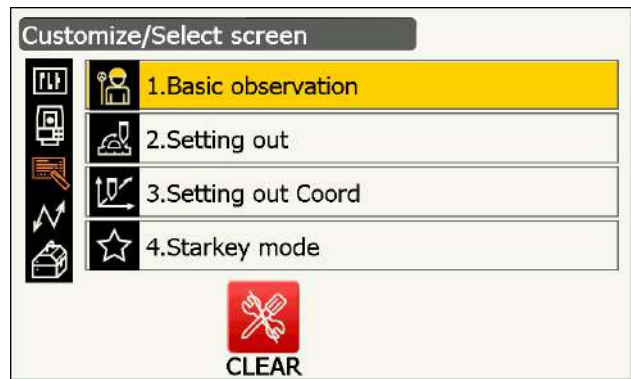 Customize/Select screen
1.Basic observation
2.Setting out
3.Setting out Coord
4.Starkey mode
CLEAR